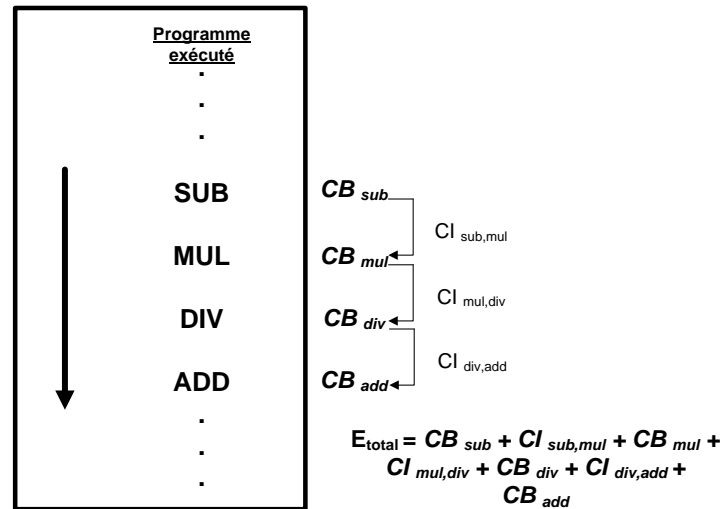 Programme
exécuté
.
.
.
SUB CB sub
CI sub,mul
MUL CB mul
CI mul,div
DIV CB div
CI div,add
ADD CB add
.
.
.
E total = CB sub + CI sub,mul + CB mul +
CI mul,div + CB div + CI div,add +
CB add